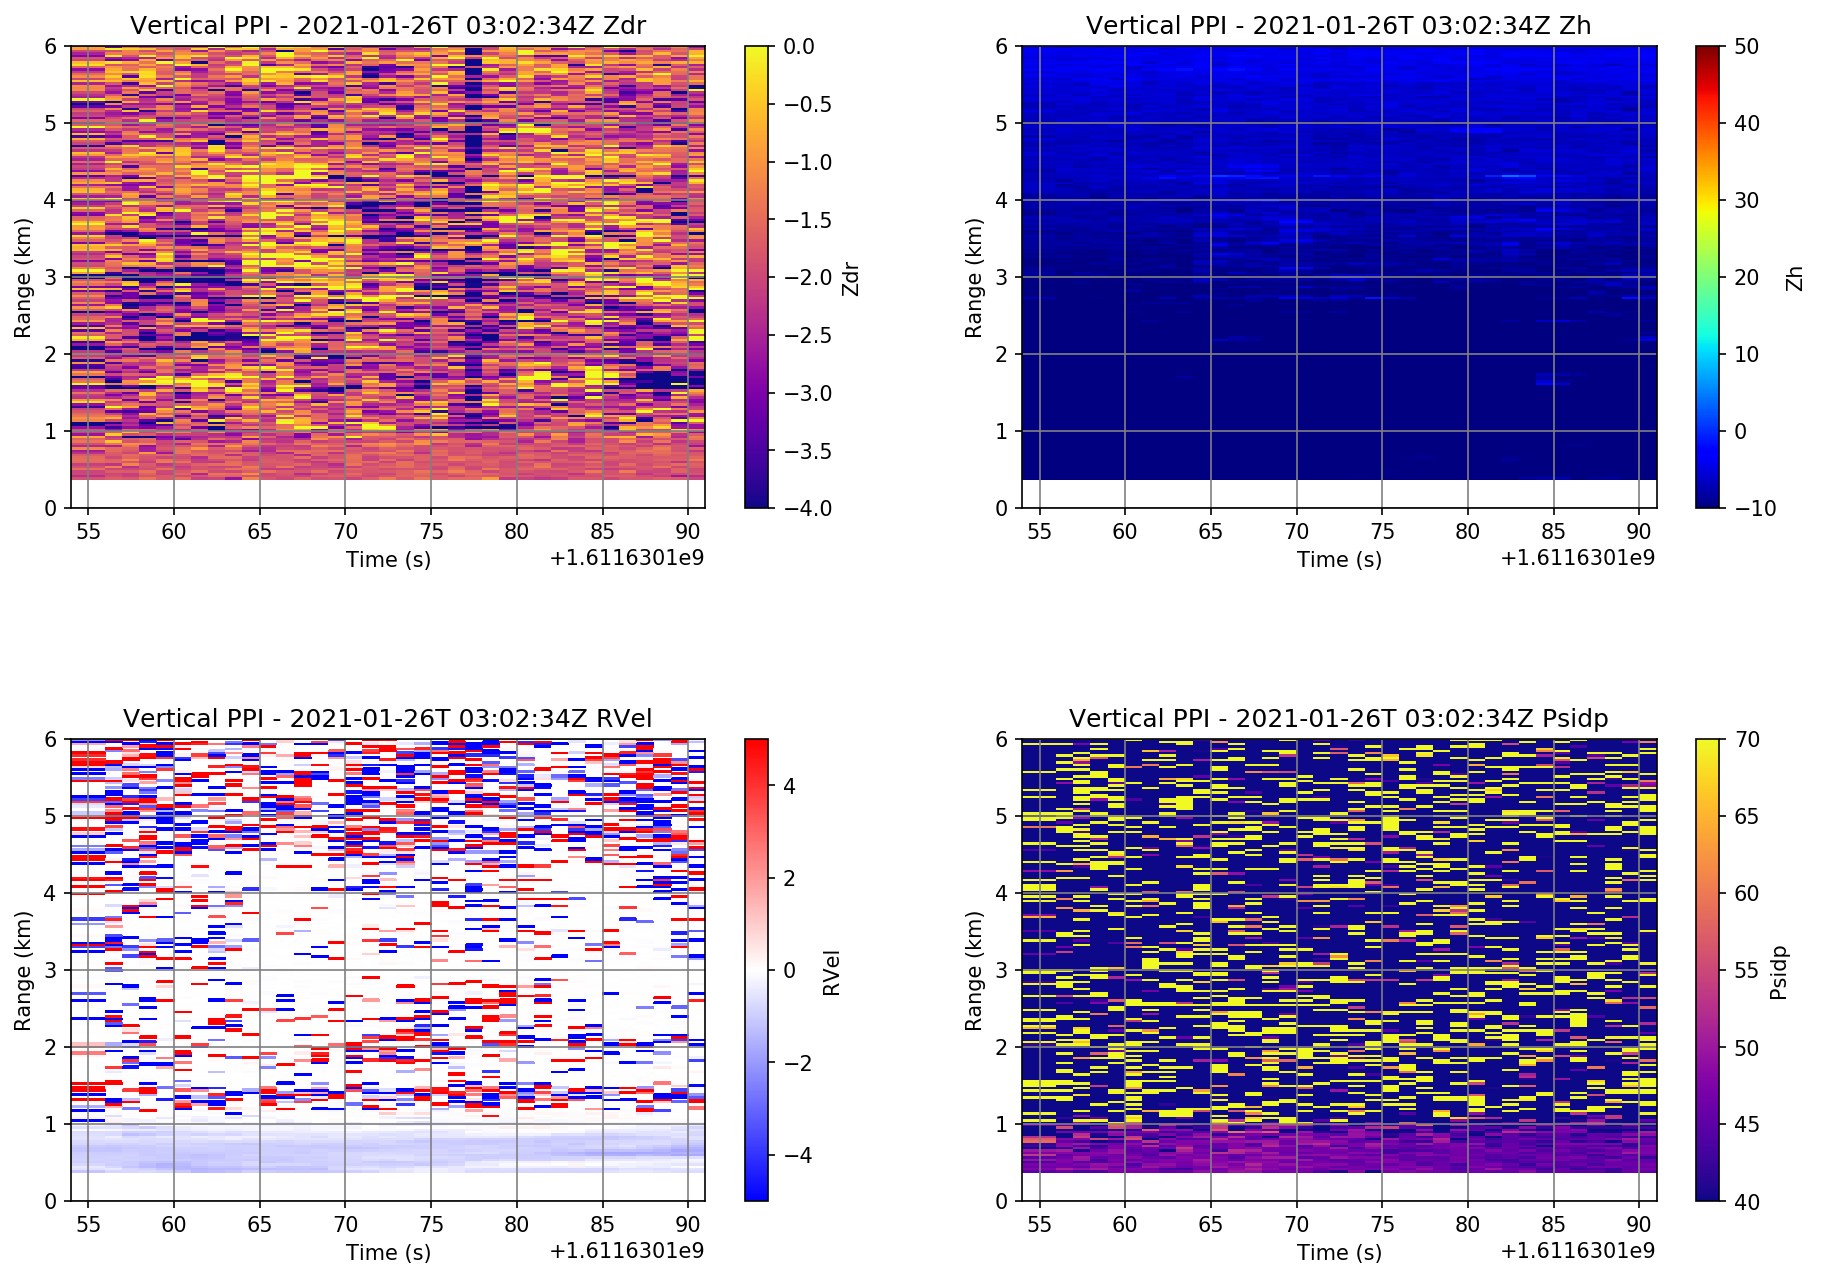 Vertical PPI - 2021-01-26T 03:02:34Z Zdr
6
5
4
3
2
1
0
Range (km)
55 60 65 70 75 80 85 90
Time (s)
+1.6116301e9
0.0
−0.5
−1.0
−1.5
−2.0
−2.5
−3.0
−3.5
−4.0
Zdr
Vertical PPI - 2021-01-26T 03:02:34Z Zh
6
5
4
3
2
1
0
Range (km)
55 60 65 70 75 80 85 90
Time (s)
+1.6116301e9
50
40
30
20
10
0
−10
Zh
Vertical PPI - 2021-01-26T 03:02:34Z RVel
6
5
4
3
2
1
0
Range (km)
55 60 65 70 75 80 85 90
Time (s)
+1.6116301e9
4
2
0
−2
−4
RVel
Vertical PPI - 2021-01-26T 03:02:34Z Psidp
6
5
4
3
2
1
0
Range (km)
55 60 65 70 75 80 85 90
Time (s)
+1.6116301e9
70
65
60
55
50
45
40
Psidp